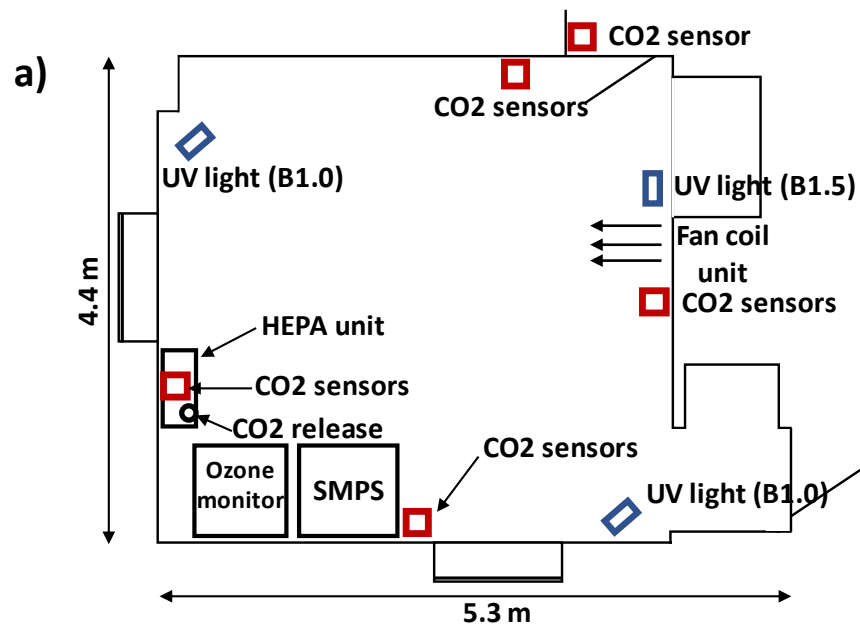 a)
CO2 sensor
CO2 sensors
UV light (B1.0)
UV light (B1.5)
Fan coil
unit
CO2 sensors
4.4 m
HEPA unit
CO2 sensors
CO2 release
CO2 sensors
Ozone
monitor
SMPS
UV light (B1.0)
5.3 m